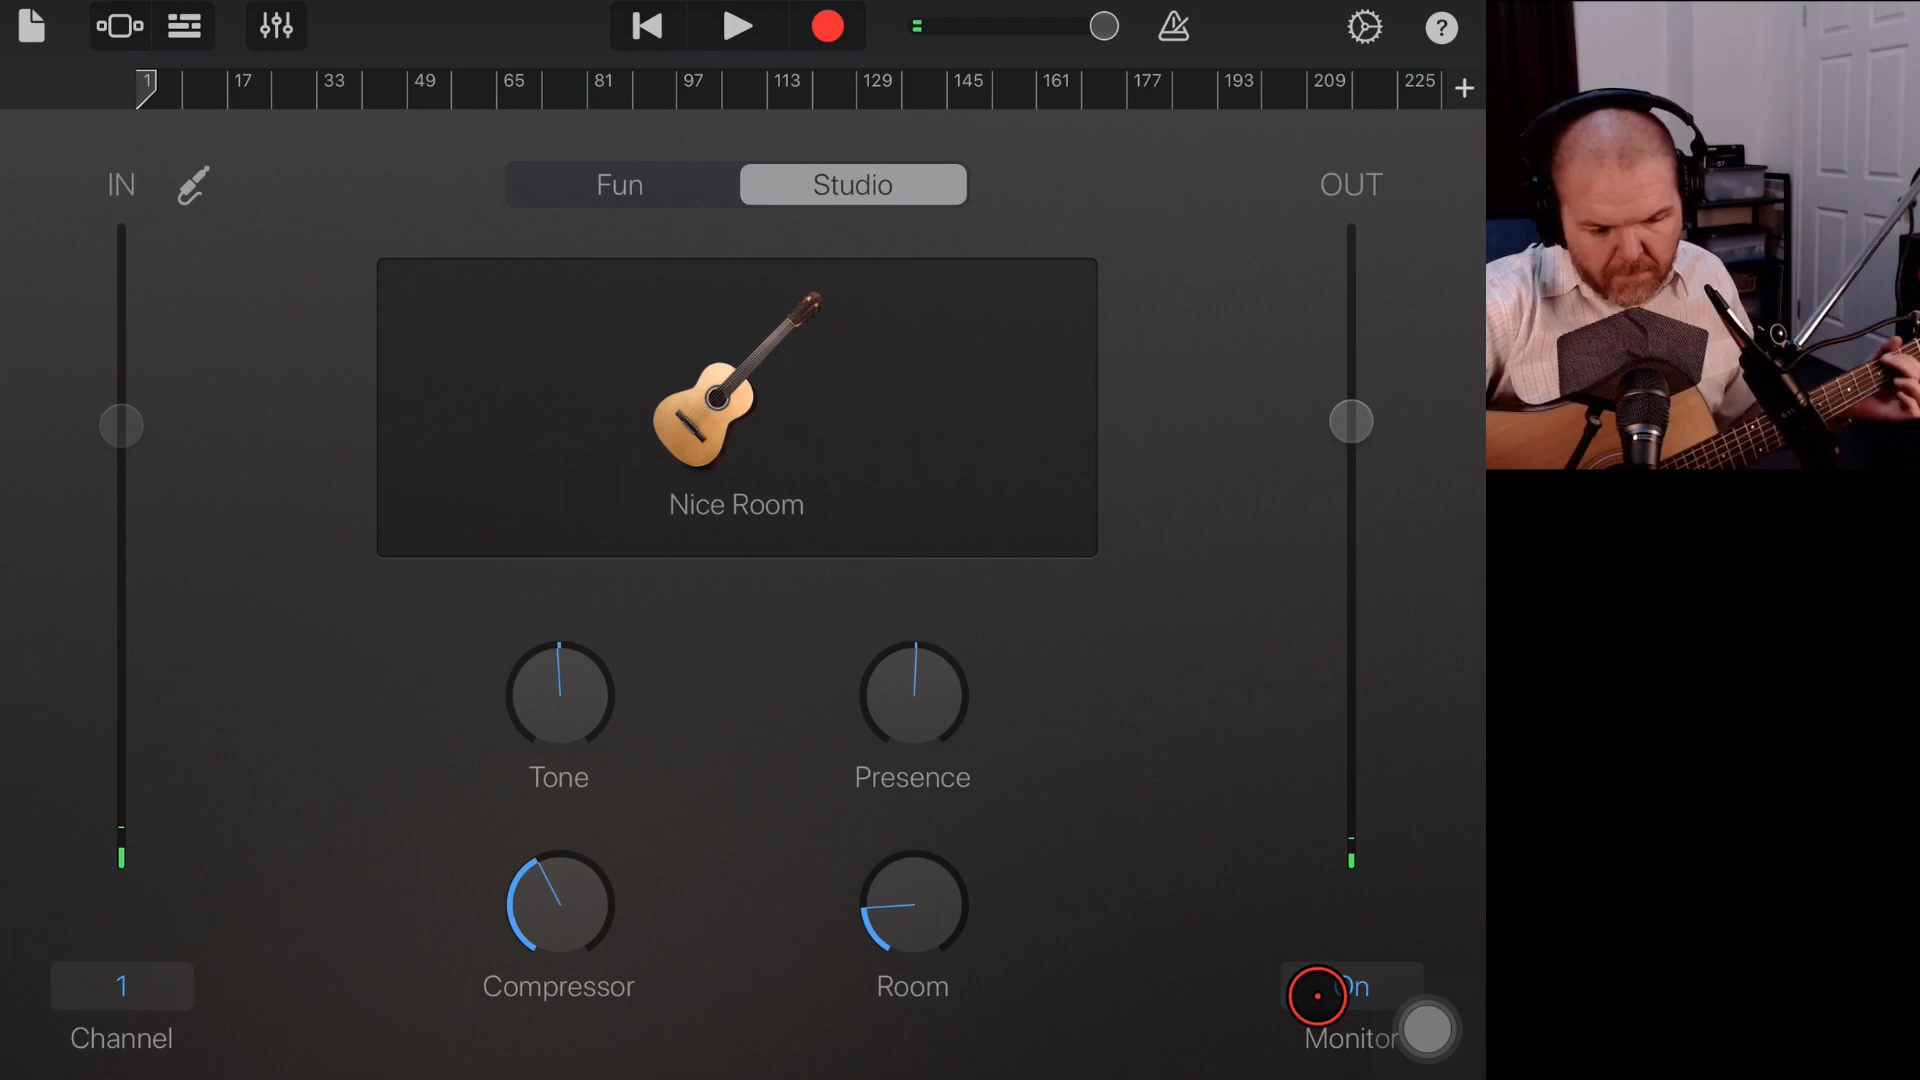 ?
1 17 33 49 65 81 97 113 129 145 161 177 193 209 225 +
IN Fun Studio OUT
Nice Room
Tone Presence
Compressor Room
1 On
Channel Monitor